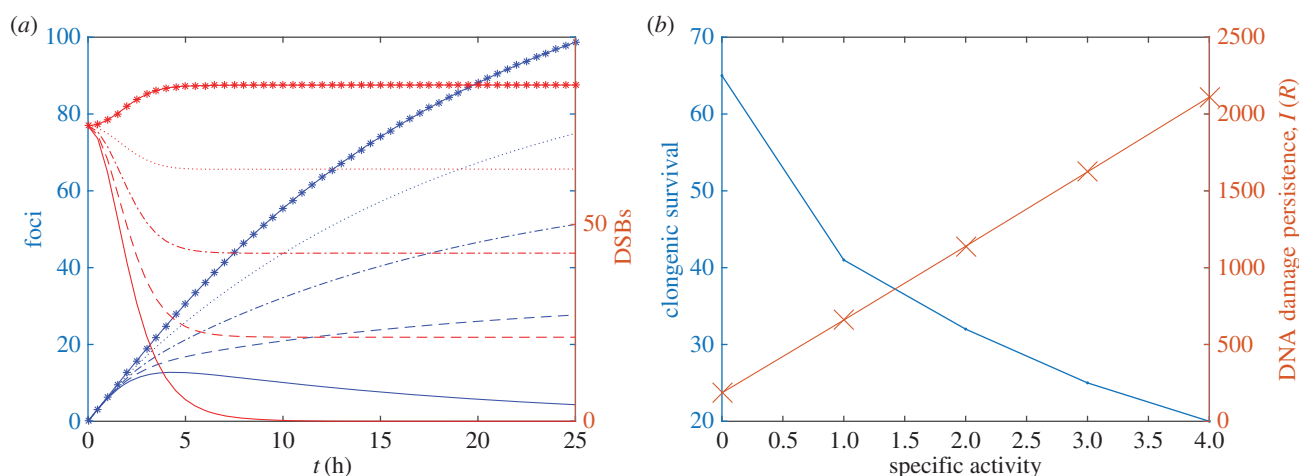 (a)
100
80
60
40
20
0
foci
50
0
DSBs
0 5 10 15 20 25
t (h)
(b)
70
60
50
40
30
20
clongenic survival
2500
2000
1500
1000
500
0
DNA damage persistence, I (R)
0 0.5 1.0 1.5 2.0 2.5 3.0 3.5 4.0
specific activity